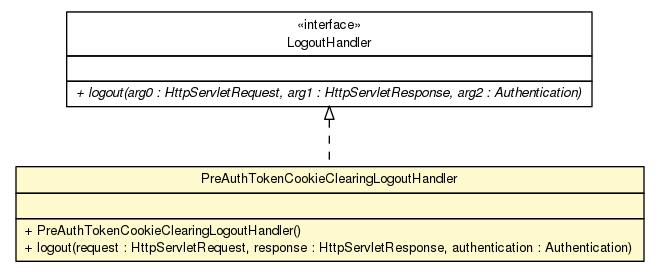 «interface»
LogoutHandler
+ logout(arg0 : HttpServletRequest, arg1 : HttpServletResponse, arg2 : Authentication)
PreAuthTokenCookieClearingLogoutHandler
+ PreAuthTokenCookieClearingLogoutHandler()
+ logout(request : HttpServletRequest, response : HttpServletResponse, authentication : Authentication)